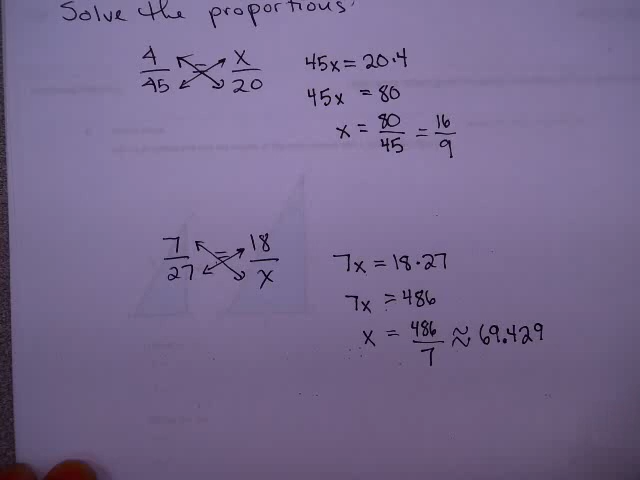 Solve the proportions:
4/45 = x/20
45x = 20·4
45x = 80
x = 80/45 = 16/9
7/27 = 18/x
7x = 18·27
7x = 486
x = 486/7 ≈ 69.429